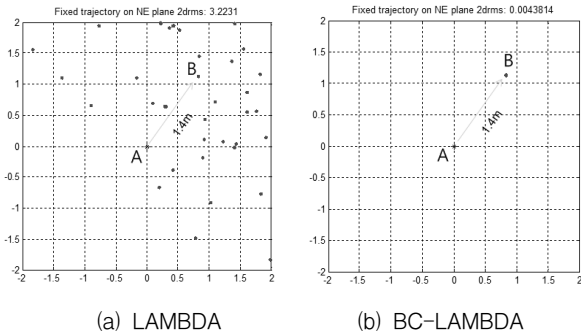 Fixed trajectory on NE plane 2drms: 3.2231
2
1.5
1
0.5
0
0.5
1
1.5
2
-2 -1.5 -1 -0.5 0 0.5 1 1.5 2
A
B
1.4m
(a) LAMBDA
Fixed trajectory on NE plane 2drms: 0.0043814
2
1.5
1
0.5
0
0.5
1
1.5
2
-2 -1.5 -1 -0.5 0 0.5 1 1.5 2
A
B
1.4m
(b) BC-LAMBDA